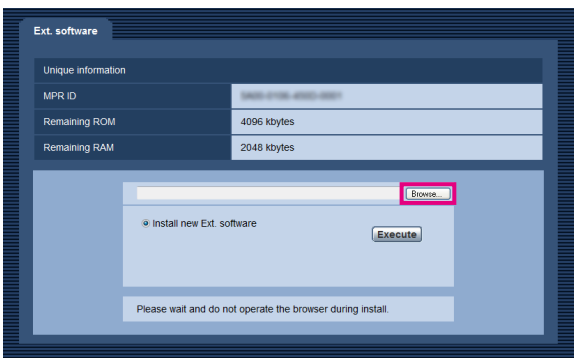 Ext. software
Unique information
MPR ID
Remaining ROM 4096 kbytes
Remaining RAM 2048 kbytes
Browse...
Install new Ext. software
Execute
Please wait and do not operate the browser during install.